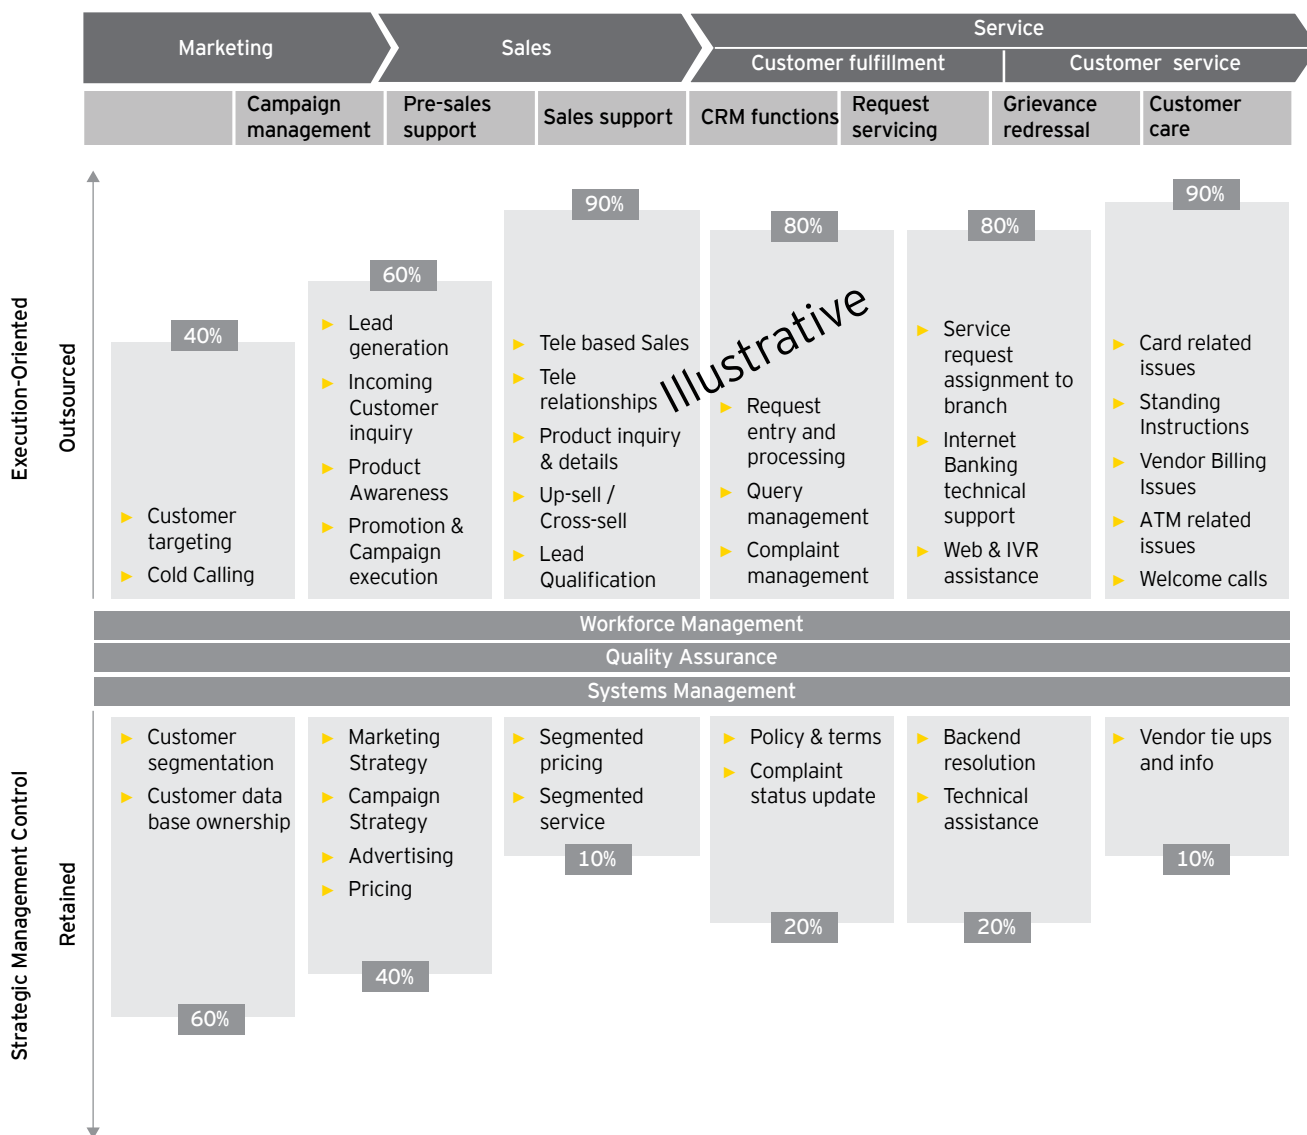 Marketing
Sales
Service
Customer fulfillment
Customer service
Campaign
management
Pre-sales
support
Sales support
CRM functions
Request
servicing
Grievance
redressal
Customer
care
Execution-Oriented
Outsourced
40%
Customer
targeting
Cold Calling
60%
Lead
generation
Incoming
Customer
inquiry
Product
Awareness
Promotion &
Campaign
execution
90%
Tele based Sales
Tele
relationships
Product inquiry
& details
Up-sell /
Cross-sell
Lead
Qualification
Illustrative
80%
Request
entry and
processing
Query
management
Complaint
management
80%
Service
request
assignment to
branch
Internet
Banking
technical
support
Web & IVR
assistance
90%
Card related
issues
Standing
Instructions
Vendor Billing
Issues
ATM related
issues
Welcome calls
Workforce Management
Quality Assurance
Systems Management
Strategic Management Control
Retained
Customer
segmentation
Customer data
base ownership
60%
Marketing
Strategy
Campaign
Strategy
Advertising
Pricing
40%
Segmented
pricing
Segmented
service
10%
Policy & terms
Complaint
status update
20%
Backend
resolution
Technical
assistance
20%
Vendor tie ups
and info
10%